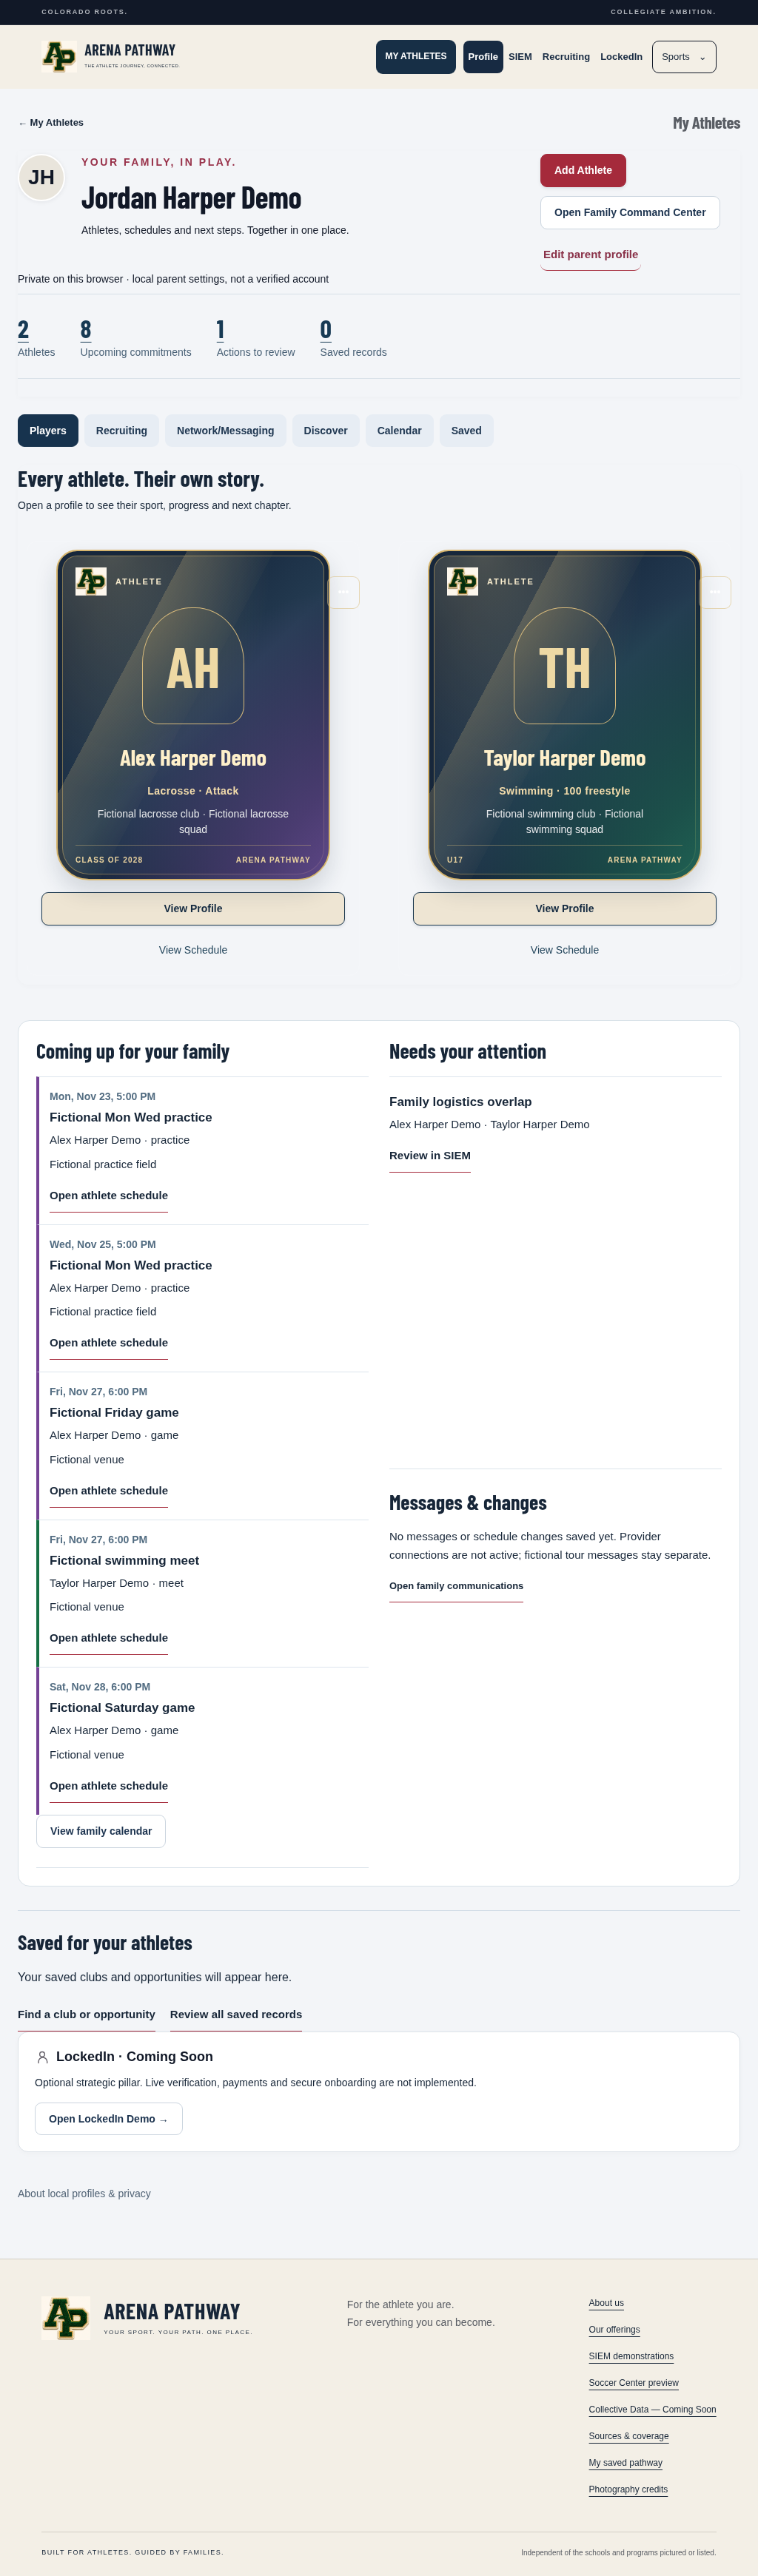 COLORADO ROOTS.
COLLEGIATE AMBITION.
AP
ARENA PATHWAY
THE ATHLETE JOURNEY, CONNECTED.
MY ATHLETES
Profile
SIEM
Recruiting
LockedIn
Sports
← My Athletes
My Athletes
JH
YOUR FAMILY, IN PLAY.
Jordan Harper Demo
Athletes, schedules and next steps. Together in one place.
Add Athlete
Open Family Command Center
Edit parent profile
Private on this browser · local parent settings, not a verified account
2
Athletes
8
Upcoming commitments
1
Actions to review
0
Saved records
Players
Recruiting
Network/Messaging
Discover
Calendar
Saved
Every athlete. Their own story.
Open a profile to see their sport, progress and next chapter.
AP
ATHLETE
AH
Alex Harper Demo
Lacrosse · Attack
Fictional lacrosse club · Fictional lacrosse
squad
CLASS OF 2028
ARENA PATHWAY
View Profile
View Schedule
AP
ATHLETE
TH
Taylor Harper Demo
Swimming · 100 freestyle
Fictional swimming club · Fictional
swimming squad
U17
ARENA PATHWAY
View Profile
View Schedule
Coming up for your family
Mon, Nov 23, 5:00 PM
Fictional Mon Wed practice
Alex Harper Demo · practice
Fictional practice field
Open athlete schedule
Wed, Nov 25, 5:00 PM
Fictional Mon Wed practice
Alex Harper Demo · practice
Fictional practice field
Open athlete schedule
Fri, Nov 27, 6:00 PM
Fictional Friday game
Alex Harper Demo · game
Fictional venue
Open athlete schedule
Fri, Nov 27, 6:00 PM
Fictional swimming meet
Taylor Harper Demo · meet
Fictional venue
Open athlete schedule
Sat, Nov 28, 6:00 PM
Fictional Saturday game
Alex Harper Demo · game
Fictional venue
Open athlete schedule
View family calendar
Needs your attention
Family logistics overlap
Alex Harper Demo · Taylor Harper Demo
Review in SIEM
Messages & changes
No messages or schedule changes saved yet. Provider
connections are not active; fictional tour messages stay separate.
Open family communications
Saved for your athletes
Your saved clubs and opportunities will appear here.
Find a club or opportunity
Review all saved records
LockedIn · Coming Soon
Optional strategic pillar. Live verification, payments and secure onboarding are not implemented.
Open LockedIn Demo →
About local profiles & privacy
AP
ARENA PATHWAY
YOUR SPORT. YOUR PATH. ONE PLACE.
For the athlete you are.
For everything you can become.
About us
Our offerings
SIEM demonstrations
Soccer Center preview
Collective Data — Coming Soon
Sources & coverage
My saved pathway
Photography credits
BUILT FOR ATHLETES. GUIDED BY FAMILIES.
Independent of the schools and programs pictured or listed.